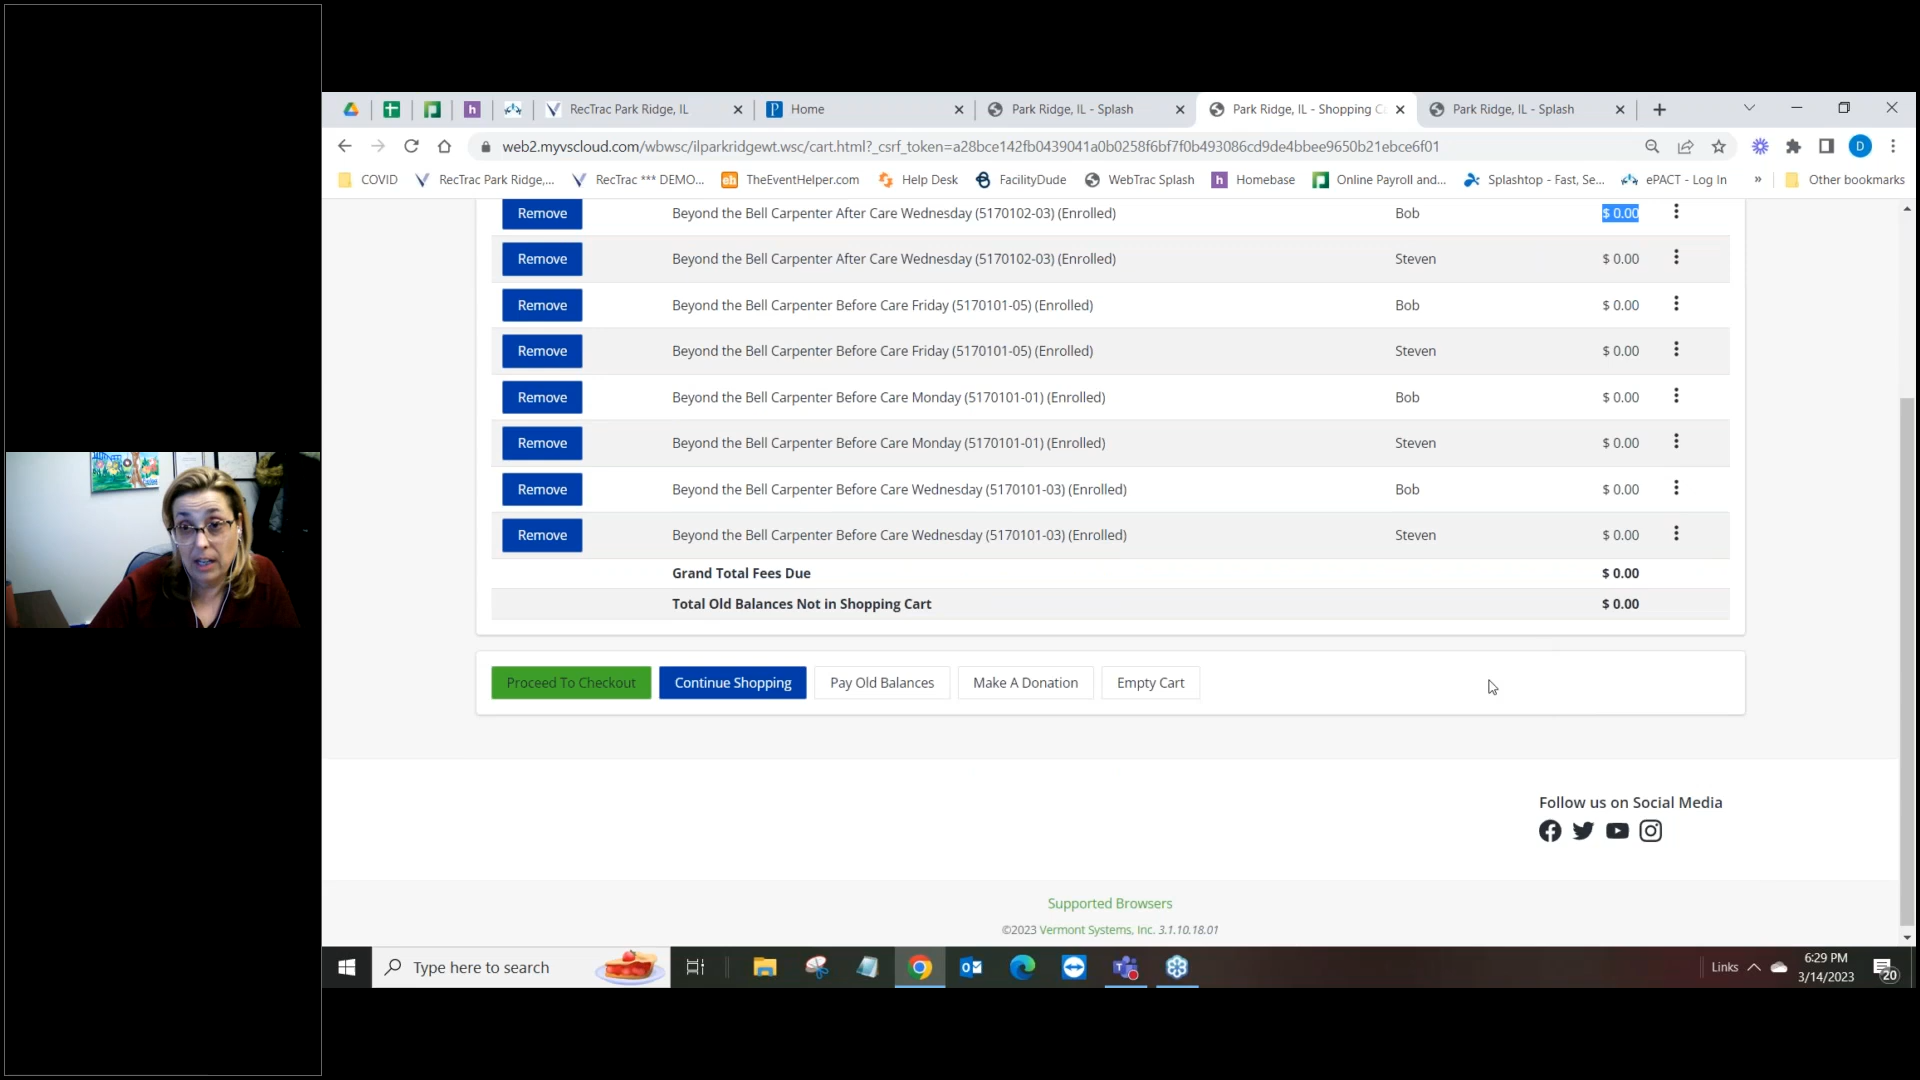 RecTrac Park Ridge, IL
Home
Park Ridge, IL - Splash
Park Ridge, IL - Shopping C
Park Ridge, IL - Splash
web2.myvscloud.com/wbwsc/ilparkridgewt.wsc/cart.html?_csrf_token=a28bce142fb0439041a0b0258f6bf7f0b493086cd9de4bbee9650b21ebce6f01
D
COVID RecTrac Park Ridge,... RecTrac *** DEMO... TheEventHelper.com Help Desk FacilityDude WebTrac Splash Homebase Online Payroll and... Splashtop - Fast, Se... ePACT - Log In » Other bookmarks
Remove Beyond the Bell Carpenter After Care Wednesday (5170102-03) (Enrolled) Bob $ 0.00
Remove Beyond the Bell Carpenter After Care Wednesday (5170102-03) (Enrolled) Steven $ 0.00
Remove Beyond the Bell Carpenter Before Care Friday (5170101-05) (Enrolled) Bob $ 0.00
Remove Beyond the Bell Carpenter Before Care Friday (5170101-05) (Enrolled) Steven $ 0.00
Remove Beyond the Bell Carpenter Before Care Monday (5170101-01) (Enrolled) Bob $ 0.00
Remove Beyond the Bell Carpenter Before Care Monday (5170101-01) (Enrolled) Steven $ 0.00
Remove Beyond the Bell Carpenter Before Care Wednesday (5170101-03) (Enrolled) Bob $ 0.00
Remove Beyond the Bell Carpenter Before Care Wednesday (5170101-03) (Enrolled) Steven $ 0.00
Grand Total Fees Due $ 0.00
Total Old Balances Not in Shopping Cart $ 0.00
Proceed To Checkout Continue Shopping Pay Old Balances Make A Donation Empty Cart
Follow us on Social Media
Supported Browsers
©2023 Vermont Systems, Inc. 3.1.10.18.01
Type here to search
Links
6:29 PM
3/14/2023
20